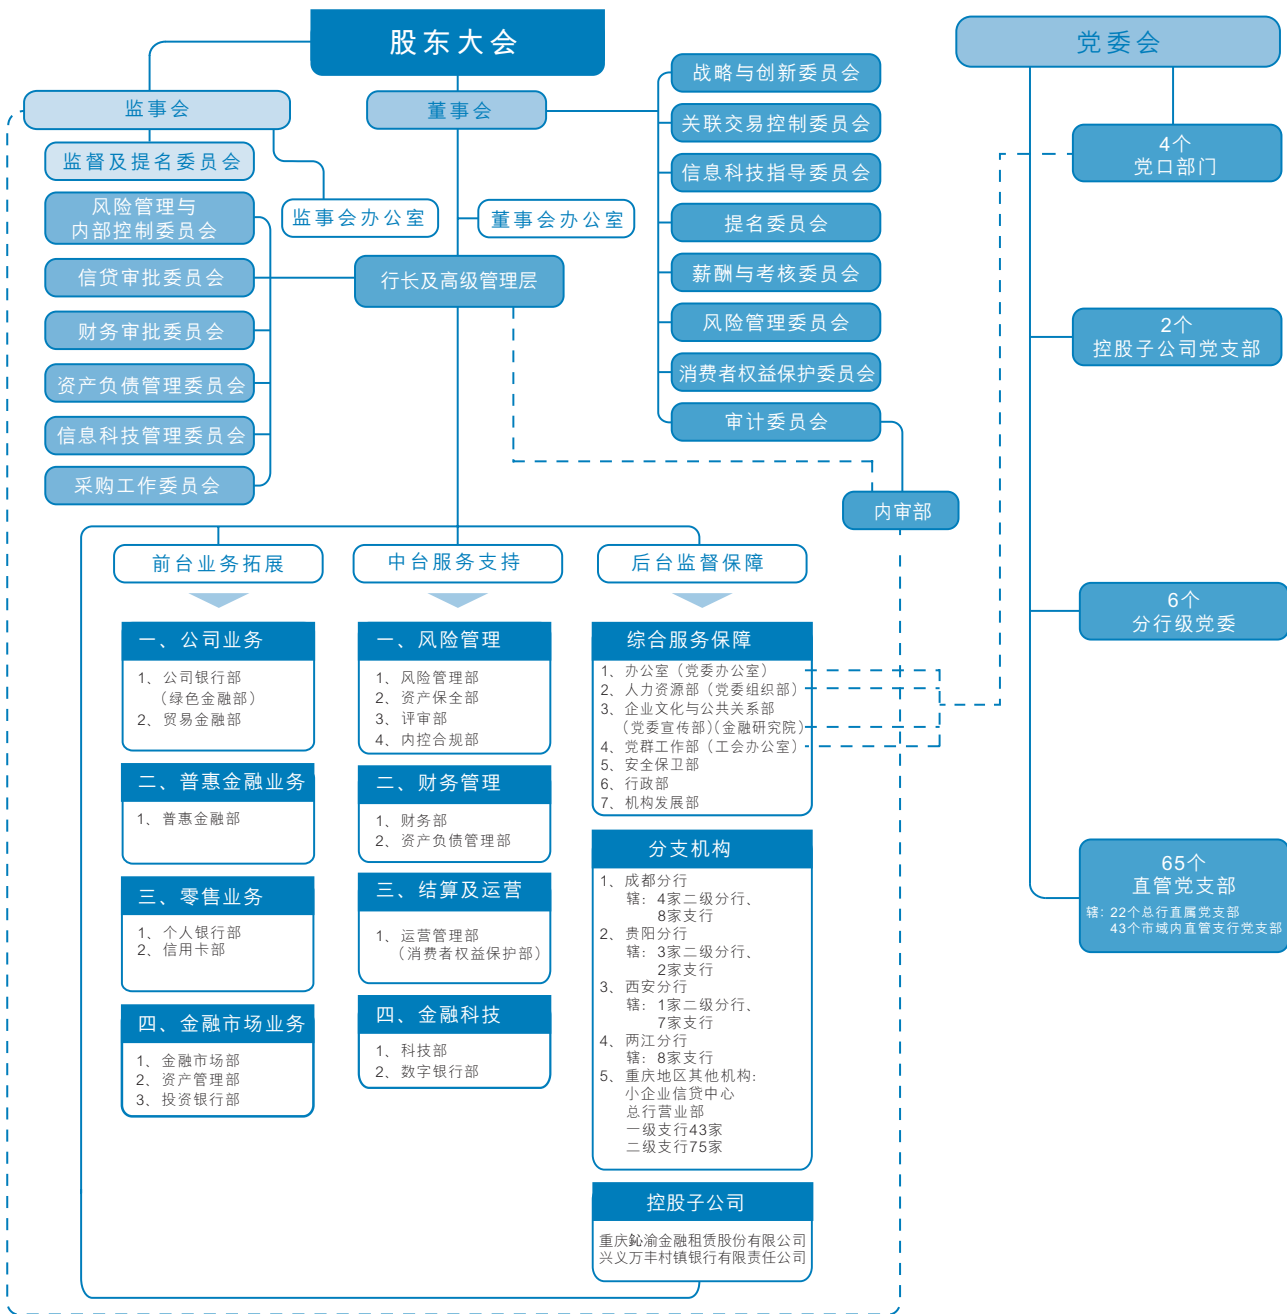 股东大会
党委会
监事会
董事会
监督及提名委员会
监事会办公室
董事会办公室
风险管理与
内部控制委员会
信贷审批委员会
财务审批委员会
资产负债管理委员会
信息科技管理委员会
采购工作委员会
行长及高级管理层
战略与创新委员会
关联交易控制委员会
信息科技指导委员会
提名委员会
薪酬与考核委员会
风险管理委员会
消费者权益保护委员会
审计委员会
内审部
4个
党口部门
2个
控股子公司党支部
6个
分行级党委
65个
直管党支部
辖：22个总行直属党支部
43个市域内直管支行党支部
前台业务拓展
一、公司业务
1、公司银行部
（绿色金融部）
2、贸易金融部
二、普惠金融业务
1、普惠金融部
三、零售业务
1、个人银行部
2、信用卡部
四、金融市场业务
1、金融市场部
2、资产管理部
3、投资银行部
中台服务支持
一、风险管理
1、风险管理部
2、资产保全部
3、评审部
4、内控合规部
二、财务管理
1、财务部
2、资产负债管理部
三、结算及运营
1、运营管理部
（消费者权益保护部）
四、金融科技
1、科技部
2、数字银行部
后台监督保障
综合服务保障
1、办公室（党委办公室）
2、人力资源部（党委组织部）
3、企业文化与公共关系部
（党委宣传部）（金融研究院）
4、党群工作部（工会办公室）
5、安全保卫部
6、行政部
7、机构发展部
分支机构
1、成都分行
辖：4家二级分行、
8家支行
2、贵阳分行
辖：3家二级分行、
2家支行
3、西安分行
辖：1家二级分行、
7家支行
4、两江分行
辖：8家支行
5、重庆地区其他机构：
小企业信贷中心
总行营业部
一级支行43家
二级支行75家
控股子公司
重庆鈊渝金融租赁股份有限公司
兴义万丰村镇银行有限责任公司